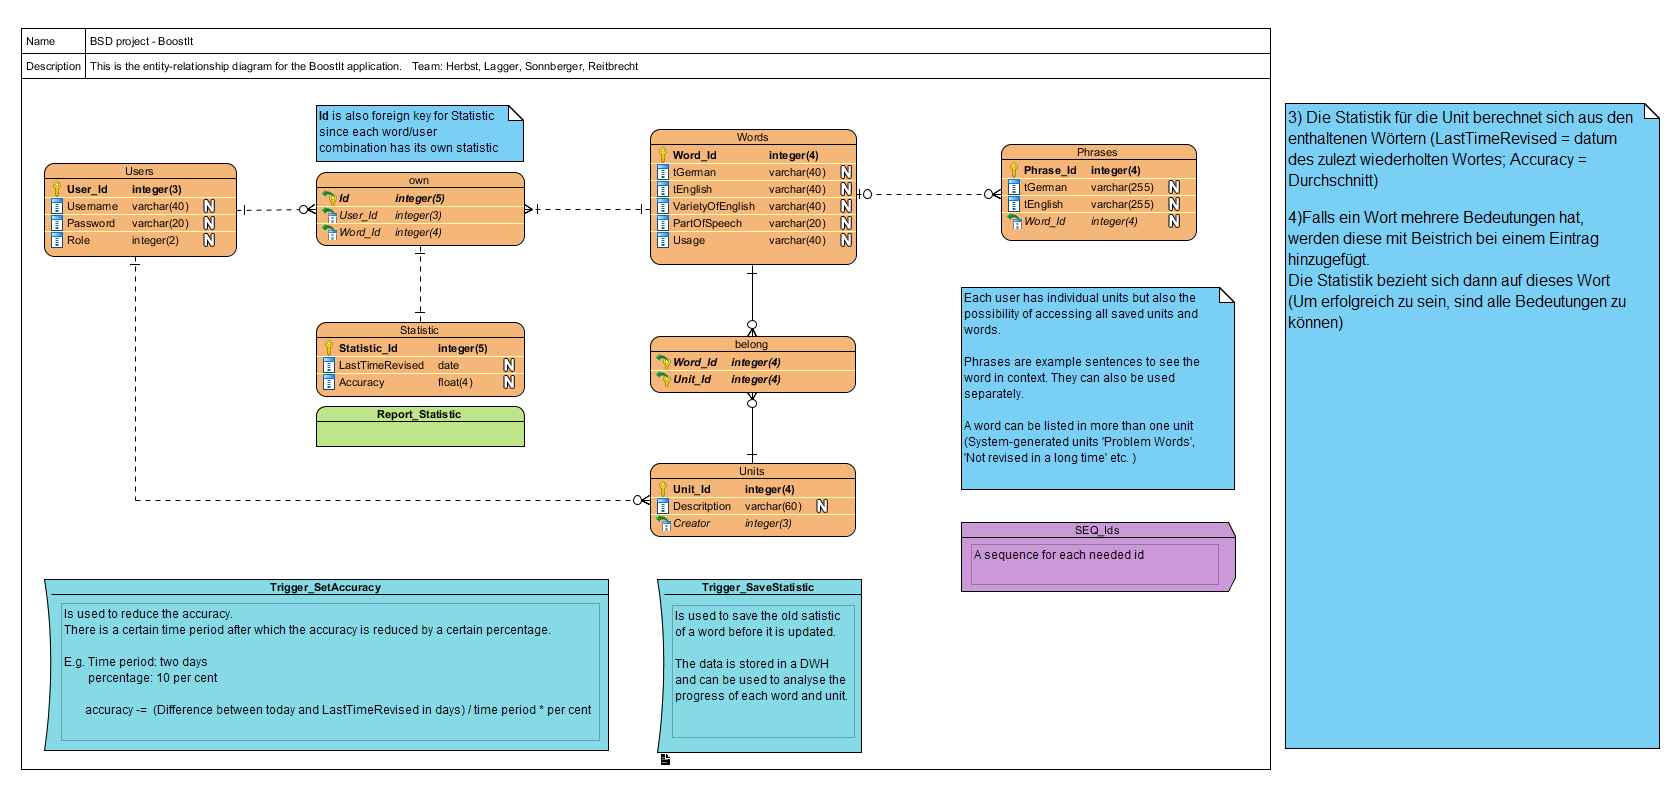 Name BSD project - BoostIt
Description This is the entity-relationship diagram for the BoostIt application. Team: Herbst, Lagger, Sonnberger, Reitbrecht
Id is also foreign key for Statistic
since each word/user
combination has its own statistic
Users
User_Id integer(3)
Username varchar(40) N
Password varchar(20) N
Role integer(2) N
own
Id integer(5)
User_Id integer(3)
Word_Id integer(4)
Words
Word_Id integer(4)
tGerman varchar(40) N
tEnglish varchar(40) N
VarietyOfEnglish varchar(40) N
PartOfSpeech varchar(20) N
Usage varchar(40) N
Phrases
Phrase_Id integer(4)
tGerman varchar(255) N
tEnglish varchar(255) N
Word_Id integer(4) N
Statistic
Statistic_Id integer(5)
LastTimeRevised date N
Accuracy float(4) N
Report_Statistic
belong
Word_Id integer(4)
Unit_Id integer(4)
Units
Unit_Id integer(4)
Descritption varchar(60) N
Creator integer(3)
Each user has individual units but also the
possibility of accessing all saved units and
words.
Phrases are example sentences to see the
word in context. They can also be used
separately.
A word can be listed in more than one unit
(System-generated units 'Problem Words',
'Not revised in a long time' etc. )
SEQ_Ids
A sequence for each needed id
Trigger_SetAccuracy
Is used to reduce the accuracy.
There is a certain time period after which the accuracy is reduced by a certain percentage.
E.g. Time period: two days
percentage: 10 per cent
accuracy -= (Difference between today and LastTimeRevised in days) / time period * per cent
Trigger_SaveStatistic
Is used to save the old satistic
of a word before it is updated.
The data is stored in a DWH
and can be used to analyse the
progress of each word and unit.
3) Die Statistik für die Unit berechnet sich aus den
enthaltenen Wörtern (LastTimeRevised = datum
des zulezt wiederholten Wortes; Accuracy =
Durchschnitt)
4)Falls ein Wort mehrere Bedeutungen hat,
werden diese mit Beistrich bei einem Eintrag
hinzugefügt.
Die Statistik bezieht sich dann auf dieses Wort
(Um erfolgreich zu sein, sind alle Bedeutungen zu
können)